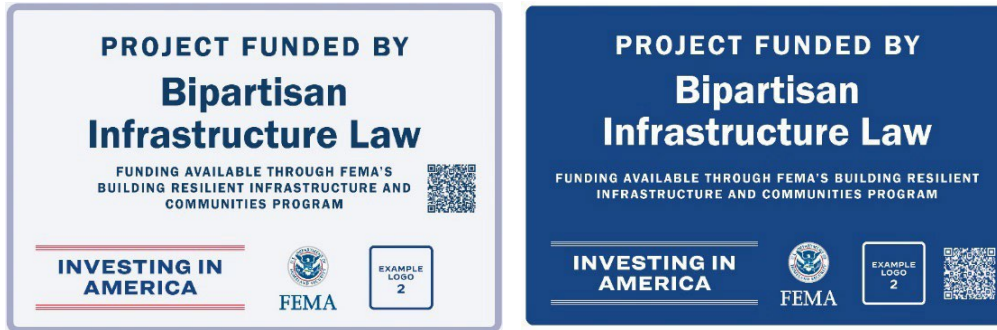 PROJECT FUNDED BY
Bipartisan
Infrastructure Law
FUNDING AVAILABLE THROUGH FEMA'S
BUILDING RESILIENT INFRASTRUCTURE AND
COMMUNITIES PROGRAM
INVESTING IN
AMERICA
FEMA
EXAMPLE
LOGO
2
PROJECT FUNDED BY
Bipartisan
Infrastructure Law
FUNDING AVAILABLE THROUGH FEMA'S BUILDING RESILIENT
INFRASTRUCTURE AND COMMUNITIES PROGRAM
INVESTING IN
AMERICA
FEMA
EXAMPLE
LOGO
2